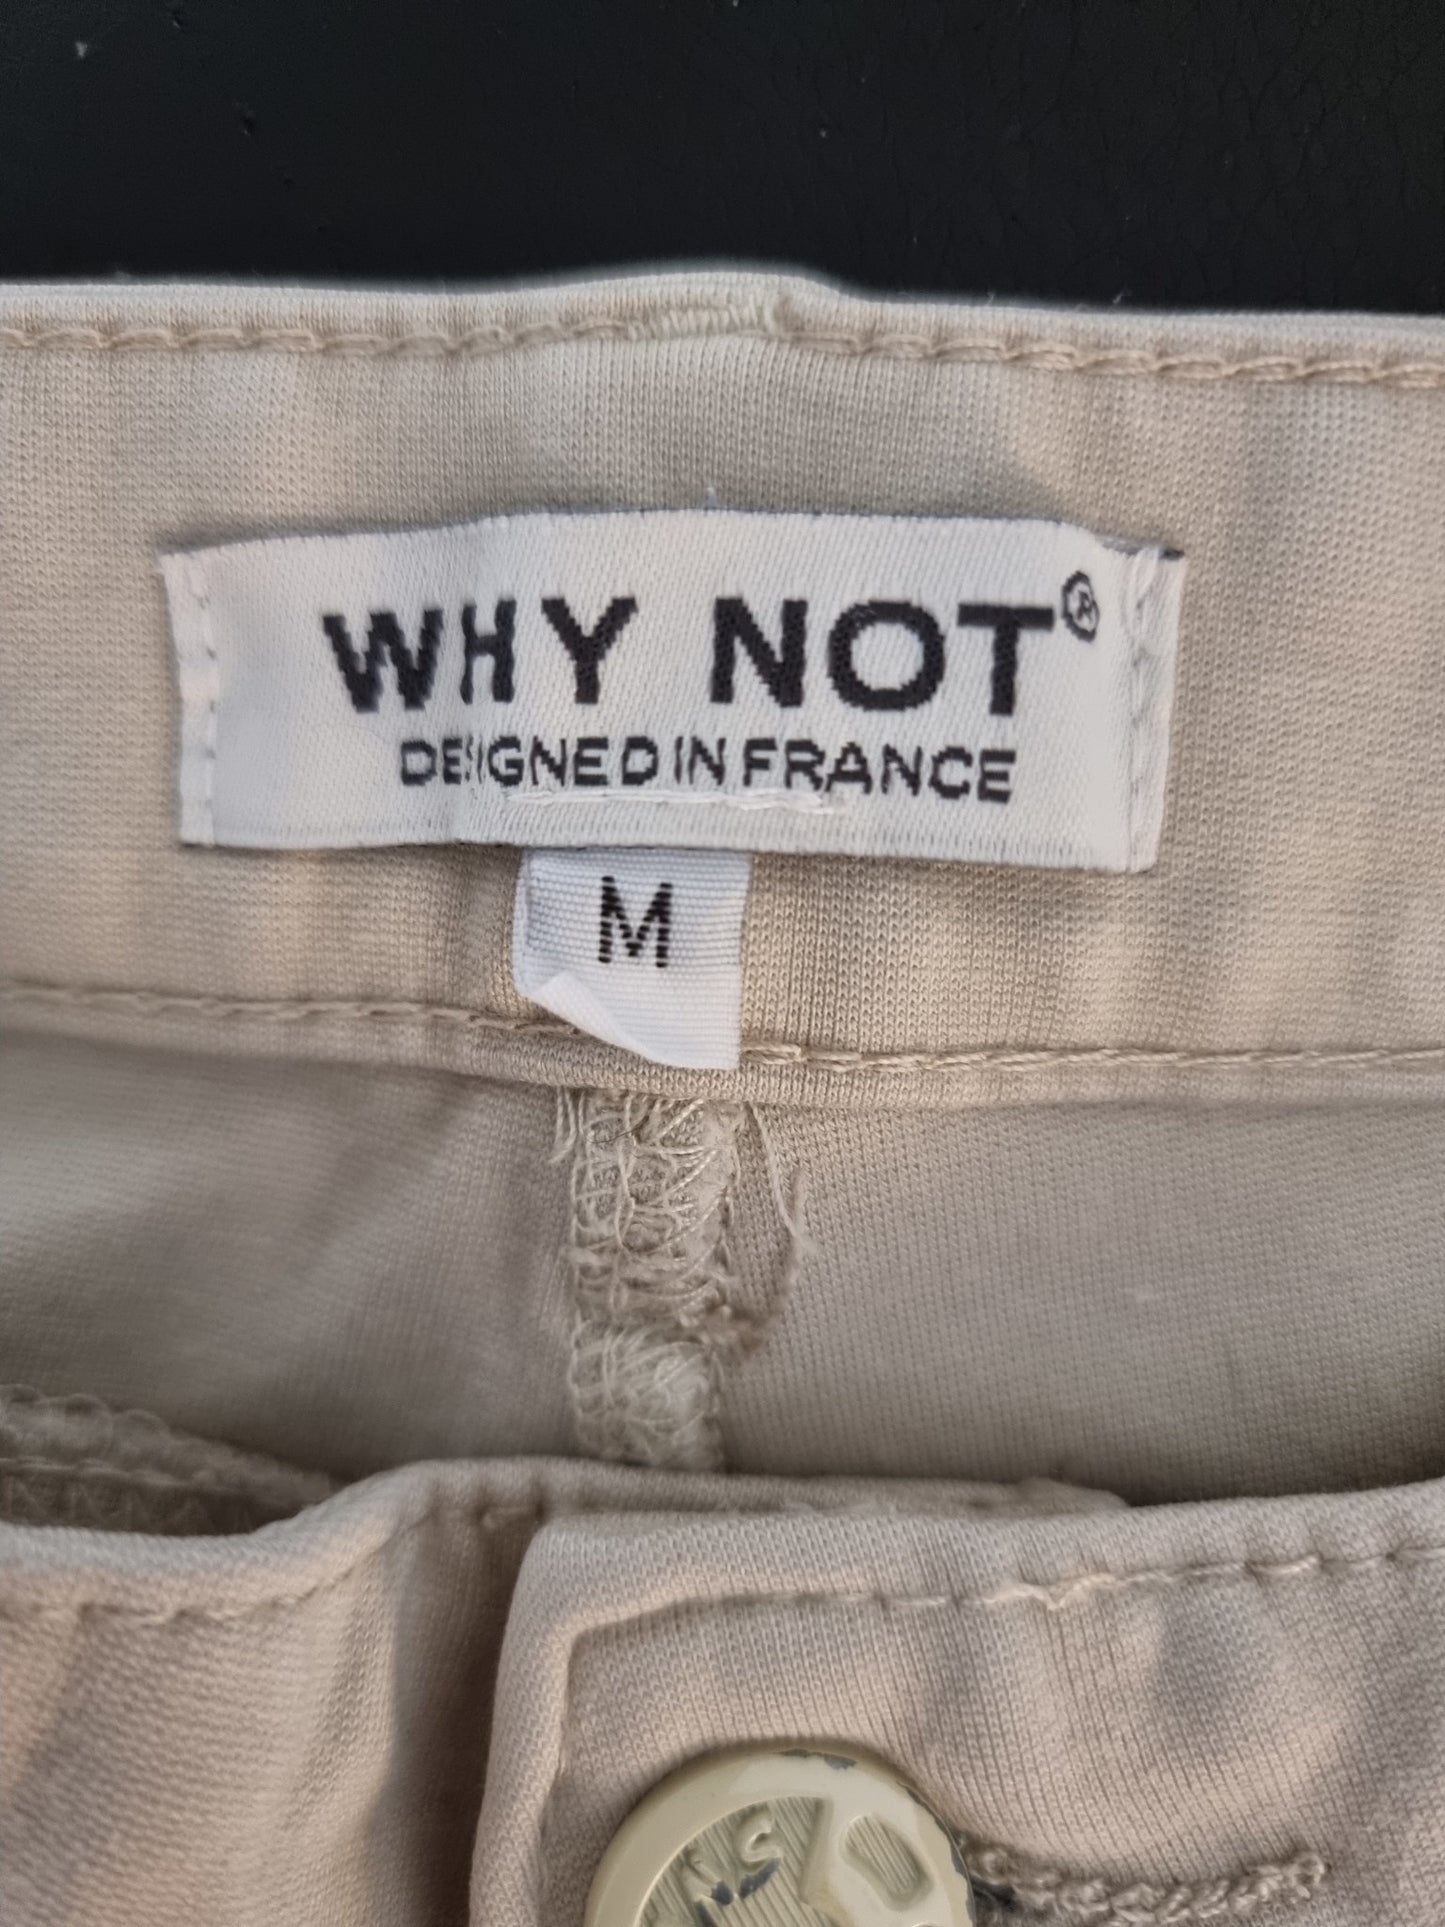 WHY NOT®
DESIGNED IN FRANCE
M